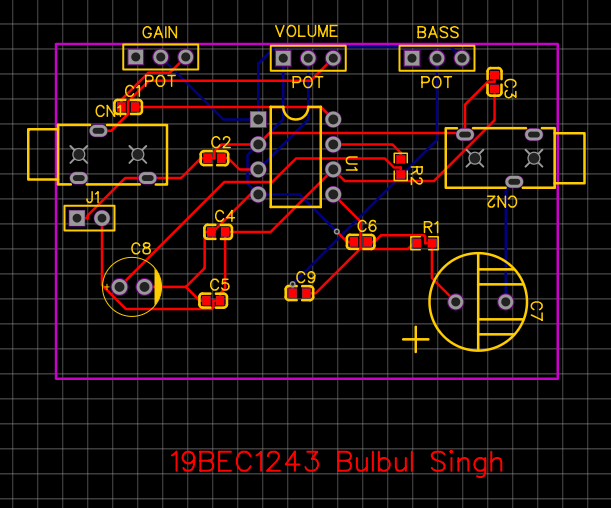 GAIN VOLUME BASS
POT POT POT
C1 C3
CN1
C2 U1 R2
J1 CN2
C4 C6 R1
C8
C9 C5 C7
+
19BEC1243 Bulbul Singh